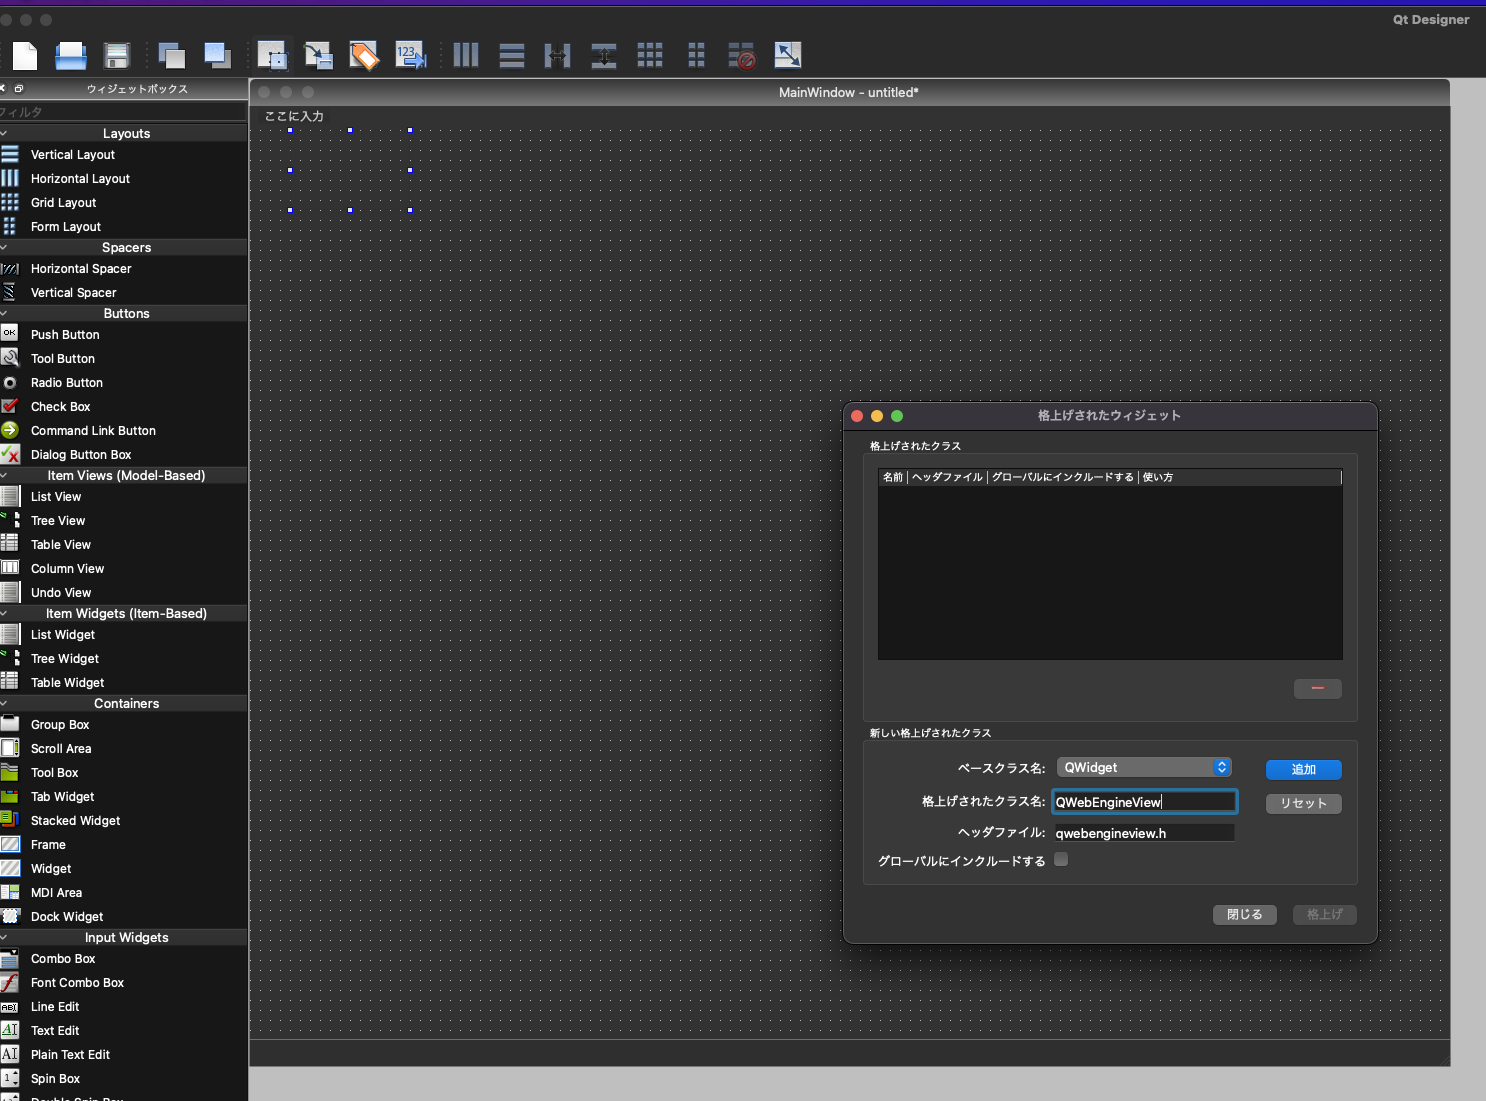 Qt Designer
123
ウィジェットボックス
フィルタ
Layouts
Vertical Layout
Horizontal Layout
Grid Layout
Form Layout
Spacers
Horizontal Spacer
Vertical Spacer
Buttons
OK
Push Button
Tool Button
Radio Button
Check Box
Command Link Button
Dialog Button Box
Item Views (Model-Based)
List View
Tree View
Table View
Column View
Undo View
Item Widgets (Item-Based)
List Widget
Tree Widget
Table Widget
Containers
Group Box
Scroll Area
Tool Box
Tab Widget
Stacked Widget
Frame
Widget
MDI Area
Dock Widget
Input Widgets
Combo Box
Font Combo Box
Line Edit
Text Edit
Plain Text Edit
Spin Box
Double Spin Box
MainWindow - untitled*
ここに入力
格上げされたウィジェット
格上げされたクラス
名前 ヘッダファイル グローバルにインクルードする 使い方
新しい格上げされたクラス
ベースクラス名: QWidget 追加
格上げされたクラス名: QWebEngineView リセット
ヘッダファイル: qwebengineview.h
グローバルにインクルードする
閉じる 格上げ